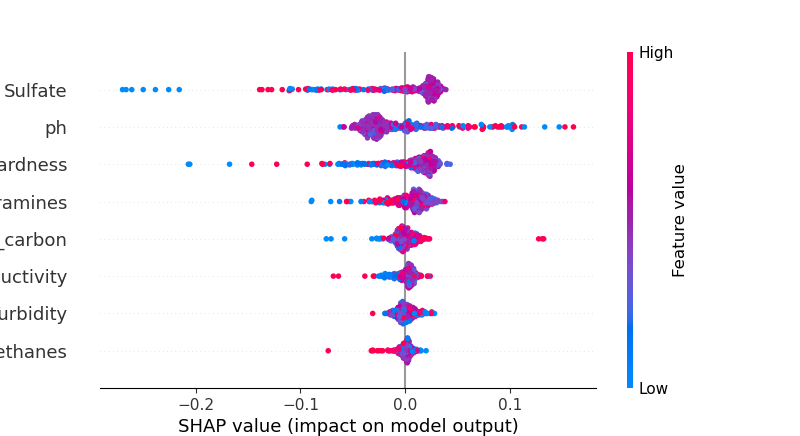 High
Sulfate
ph
ardness
ramines
_carbon
uctivity
urbidity
ethanes
Low
Feature value
−0.2 −0.1 0.0 0.1
SHAP value (impact on model output)